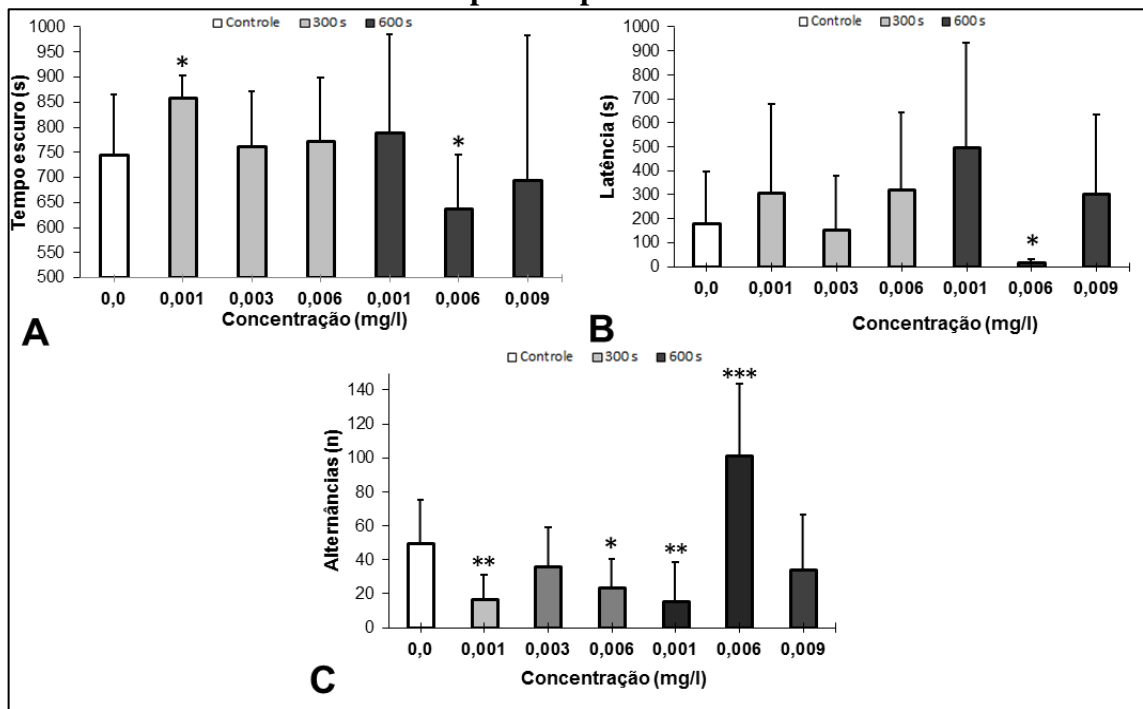 Controle 300 s 600 s
Tempo escuro (s)
1000
950
900
850
800
750
700
650
600
550
500
*
*
0,0 0,001 0,003 0,006 0,001 0,006 0,009
Concentração (mg/l)
A
Controle 300 s 600 s
Latência (s)
1000
900
800
700
600
500
400
300
200
100
0
*
0,0 0,001 0,003 0,006 0,001 0,006 0,009
Concentração (mg/l)
B
Controle 300 s 600 s
Alternâncias (n)
140
120
100
80
60
40
20
0
**
*
**
***
0,0 0,001 0,003 0,006 0,001 0,006 0,009
Concentração (mg/l)
C